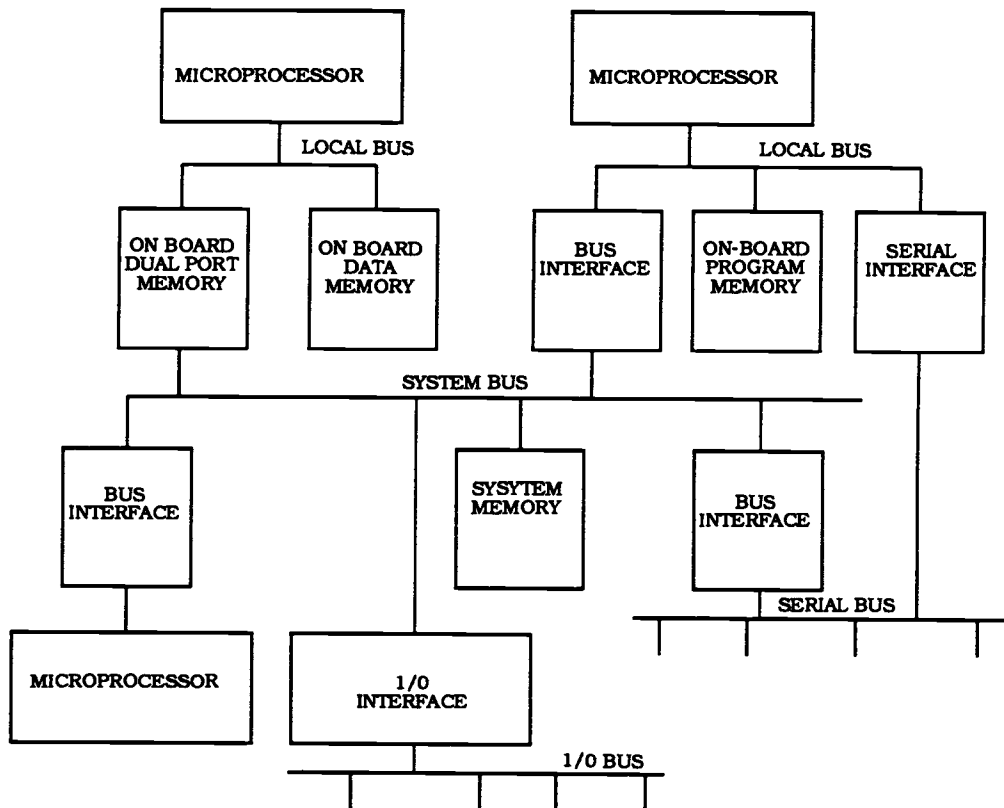 MICROPROCESSOR
MICROPROCESSOR
LOCAL BUS
LOCAL BUS
ON BOARD
DUAL PORT
MEMORY
ON BOARD
DATA
MEMORY
BUS
INTERFACE
ON-BOARD
PROGRAM
MEMORY
SERIAL
INTERFACE
SYSTEM BUS
BUS
INTERFACE
SYSYTEM
MEMORY
BUS
INTERFACE
SERIAL BUS
MICROPROCESSOR
1/0
INTERFACE
1/0 BUS